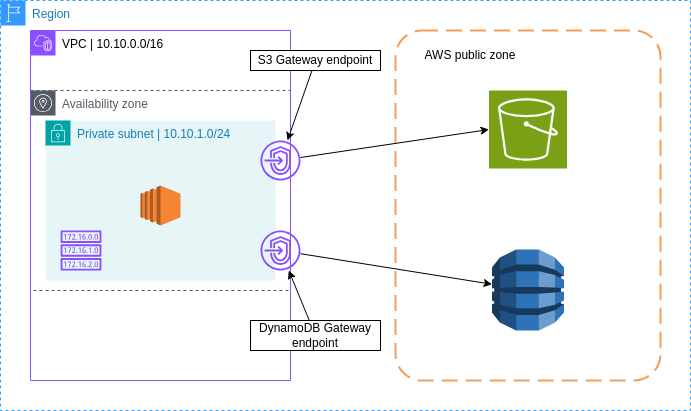 Region
VPC | 10.10.0.0/16
S3 Gateway endpoint
AWS public zone
Availability zone
Private subnet | 10.10.1.0/24
172.16.0.0
172.16.1.0
172.16.2.0
DynamoDB Gateway
endpoint